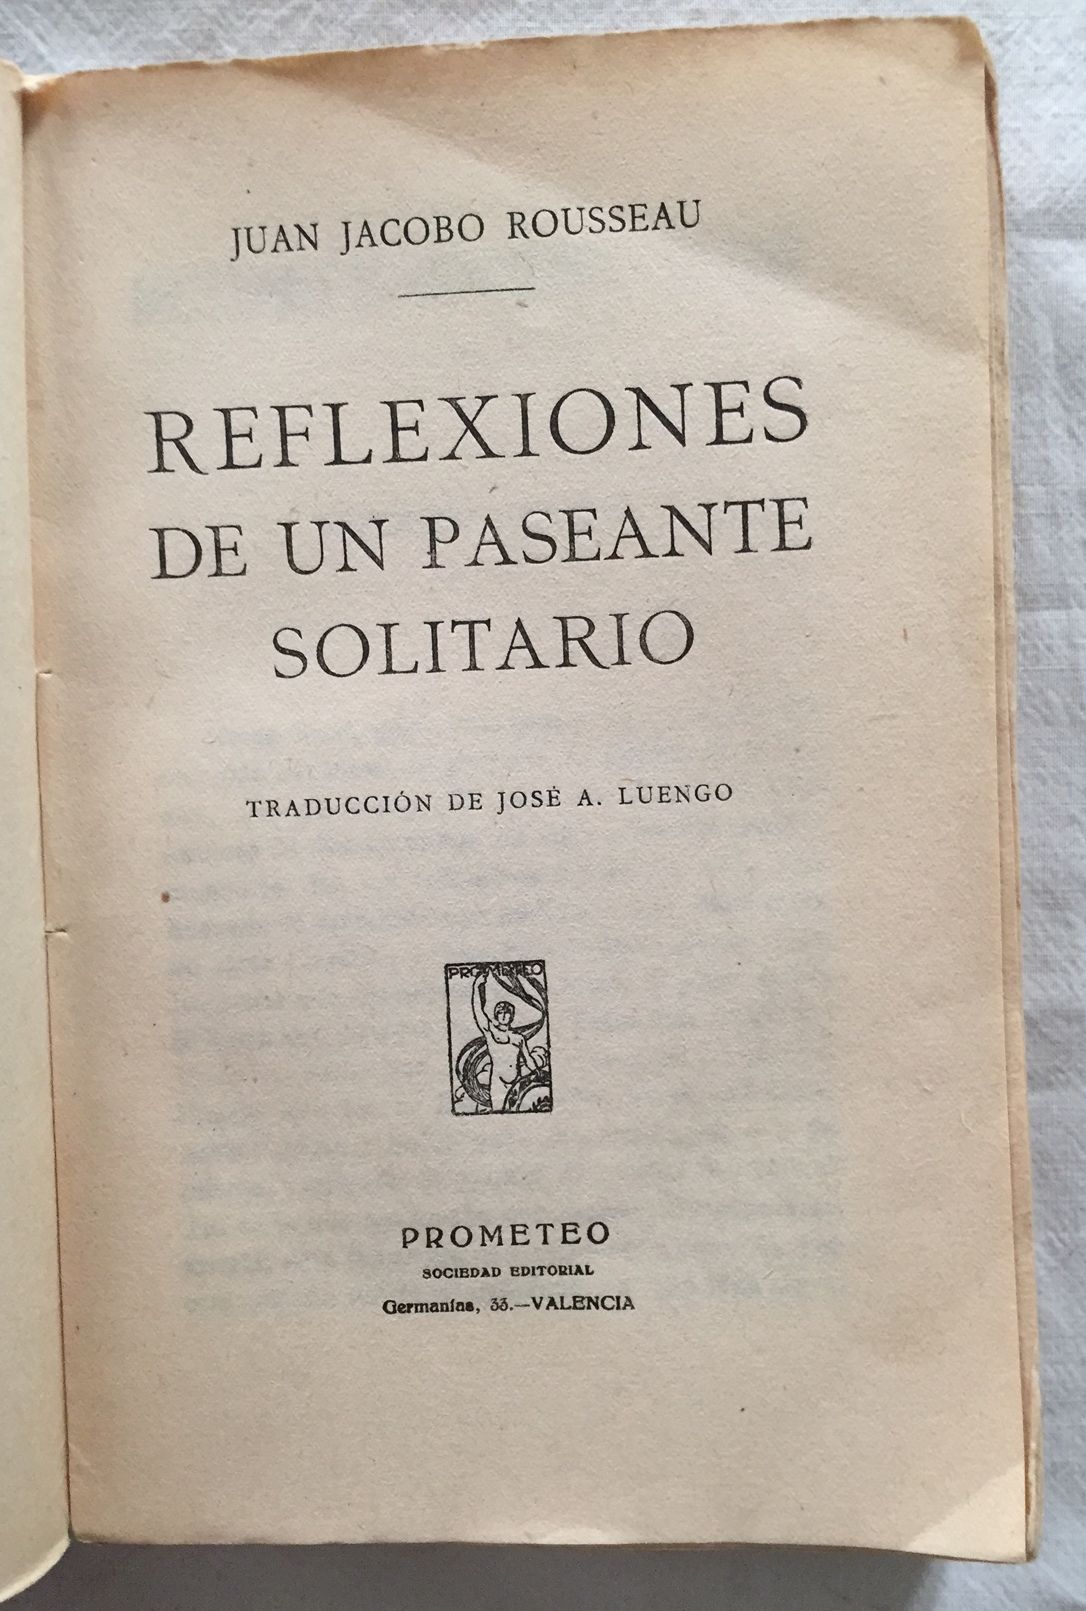 JUAN JACOBO ROUSSEAU
REFLEXIONES
DE UN PASEANTE
SOLITARIO
TRADUCCIÓN DE JOSÉ A. LUENGO
PROMETEO
PROMETEO
SOCIEDAD EDITORIAL
Germanías, 33.—VALENCIA